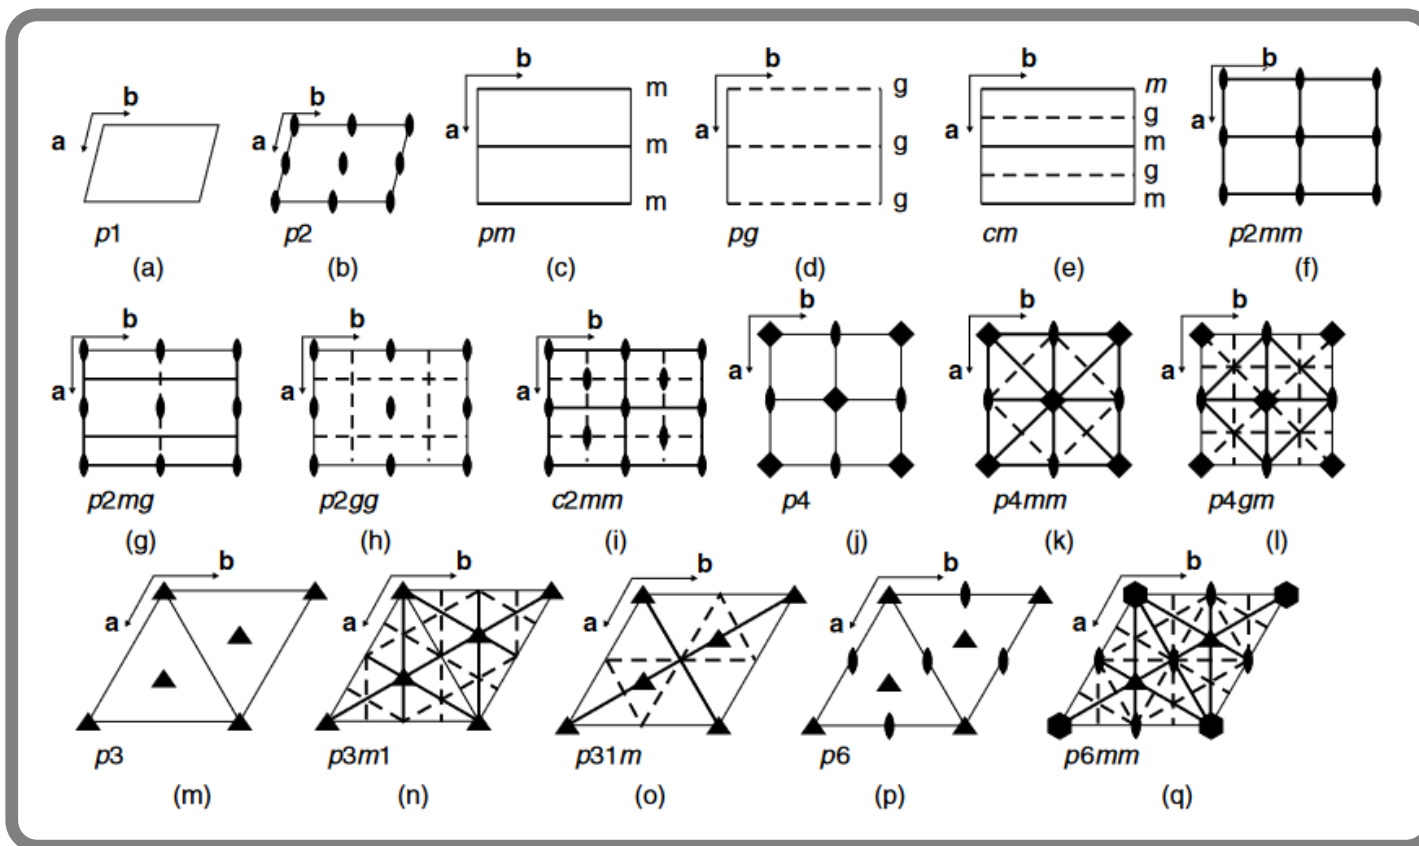 b b b b b b
a a a a a a
m m m
g g g
m g m g m
p1 p2 pm pg cm p2mm
(a) (b) (c) (d) (e) (f)
b b b b b b
a a a a a a
p2mg p2gg c2mm p4 p4mm p4gm
(g) (h) (i) (j) (k) (l)
b b b b b
a a a a a
p3 p3m1 p31m p6 p6mm
(m) (n) (o) (p) (q)